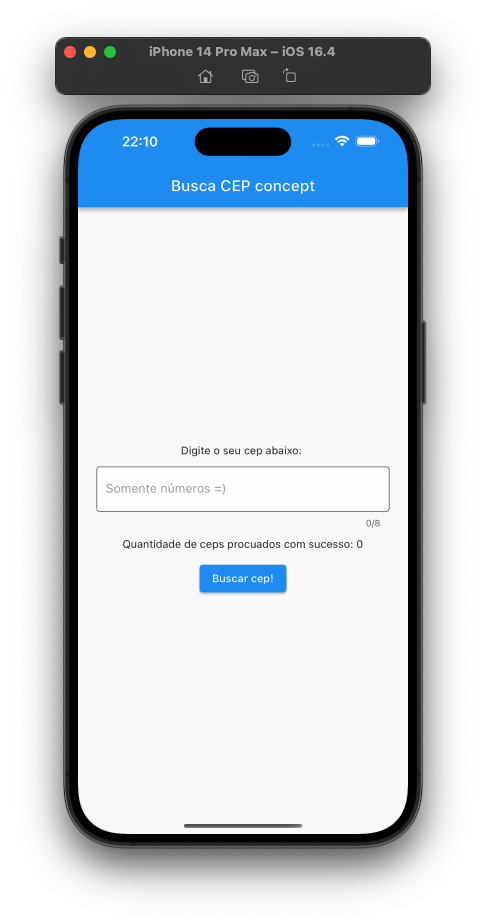 iPhone 14 Pro Max – iOS 16.4
22:10
Busca CEP concept
Digite o seu cep abaixo:
Somente números =)
0/8
Quantidade de ceps procuados com sucesso: 0
Buscar cep!